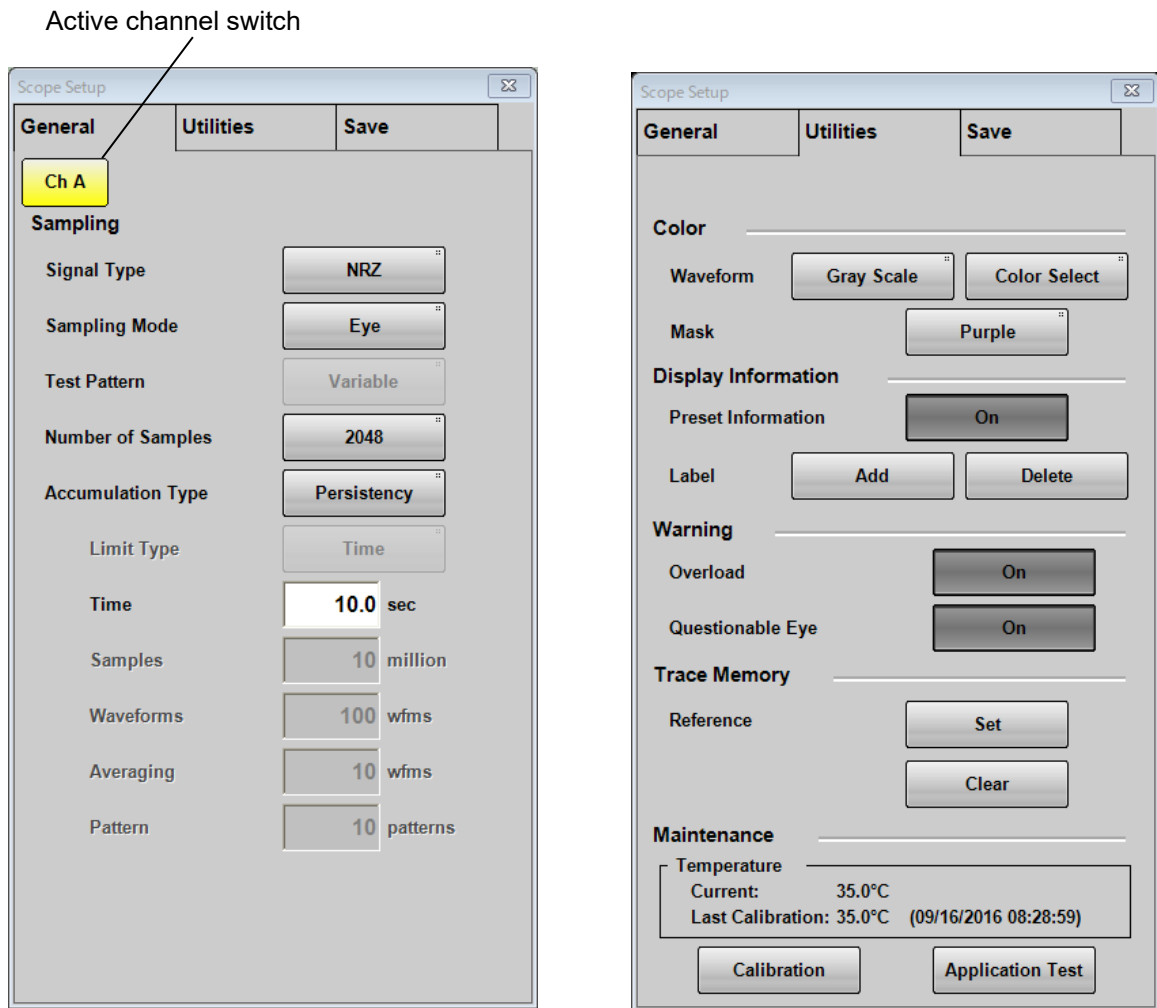 Active channel switch
Scope Setup
General Utilities Save
Ch A
Sampling
Signal Type NRZ
Sampling Mode Eye
Test Pattern Variable
Number of Samples 2048
Accumulation Type Persistency
Limit Type Time
Time 10.0 sec
Samples 10 million
Waveforms 100 wfms
Averaging 10 wfms
Pattern 10 patterns
Scope Setup
General Utilities Save
Color
Waveform Gray Scale Color Select
Mask Purple
Display Information
Preset Information On
Label Add Delete
Warning
Overload On
Questionable Eye On
Trace Memory
Reference Set
Clear
Maintenance
Temperature
Current: 35.0°C
Last Calibration: 35.0°C (09/16/2016 08:28:59)
Calibration Application Test